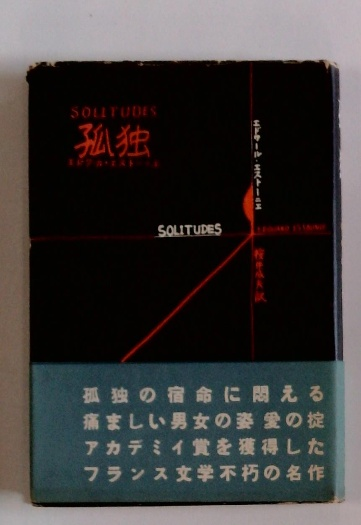 SOLITUDES
孤独
エドワール・エストーニエ
SOLITUDES
孤独の宿命に悶える
痛ましい男女の姿愛の掟
アカデミイ賞を獲得した
フランス文学不朽の名作